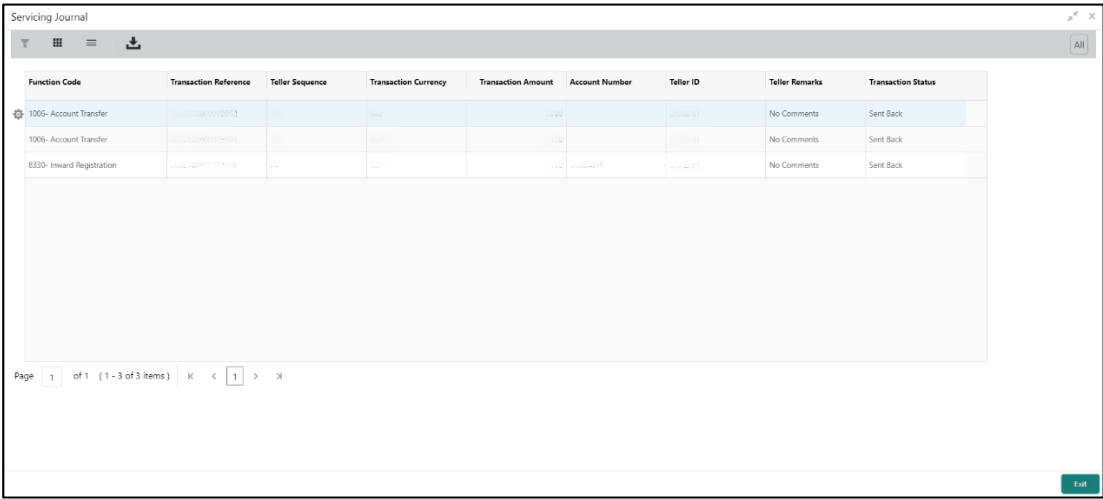 Servicing Journal
All
Function Code Transaction Reference Teller Sequence Transaction Currency Transaction Amount Account Number Teller ID Teller Remarks Transaction Status
1006- Account Transfer No Comments Sent Back
1006- Account Transfer No Comments Sent Back
8330- Inward Registration No Comments Sent Back
Page 1 of 1 ( 1 - 3 of 3 items ) 1
Exit